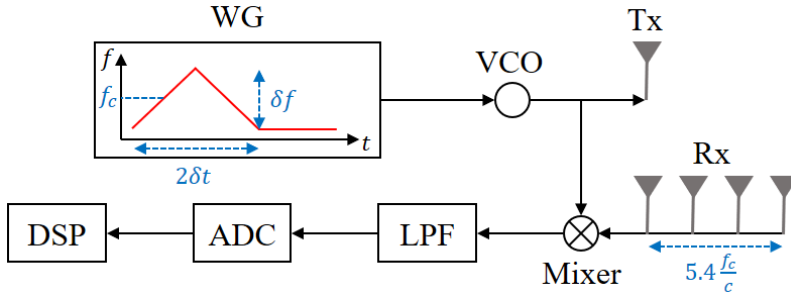 WG
Tx
VCO
f
f_c
δf
t
2δt
Rx
DSP
ADC
LPF
Mixer
5.4 f_c/c